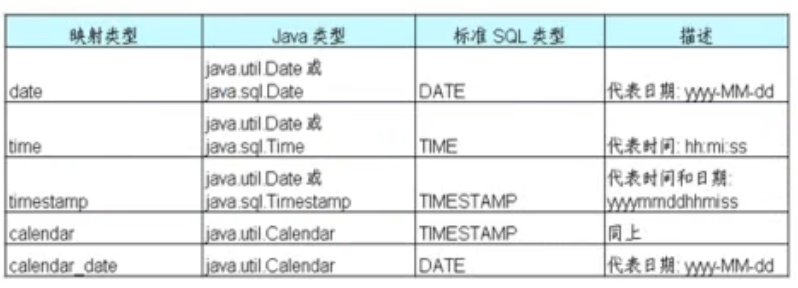 映射类型 Java 类型 标准 SQL 类型 描述
java.util.Date 或
date java.sql.Date DATE 代表日期: yyyy-MM-dd
java.util.Date 或
time java.sql.Time TIME 代表时间: hh:mi:ss
java.util.Date 或 代表时间和日期:
timestamp java.sql.Timestamp TIMESTAMP yyyymmddhhmiss
calendar java.util.Calendar TIMESTAMP 同上
calendar_date java.util.Calendar DATE 代表日期: yyyy-MM-dd